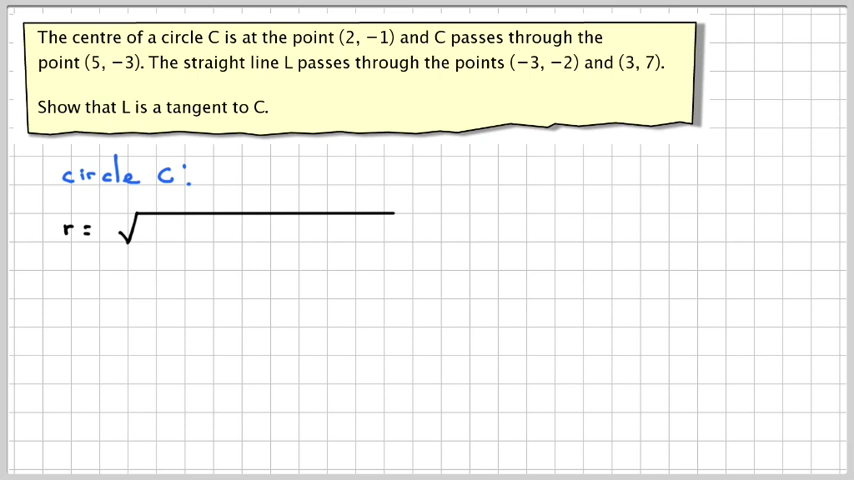 The centre of a circle C is at the point (2, −1) and C passes through the
point (5, −3). The straight line L passes through the points (−3, −2) and (3, 7).
Show that L is a tangent to C.
circle C:
r = √